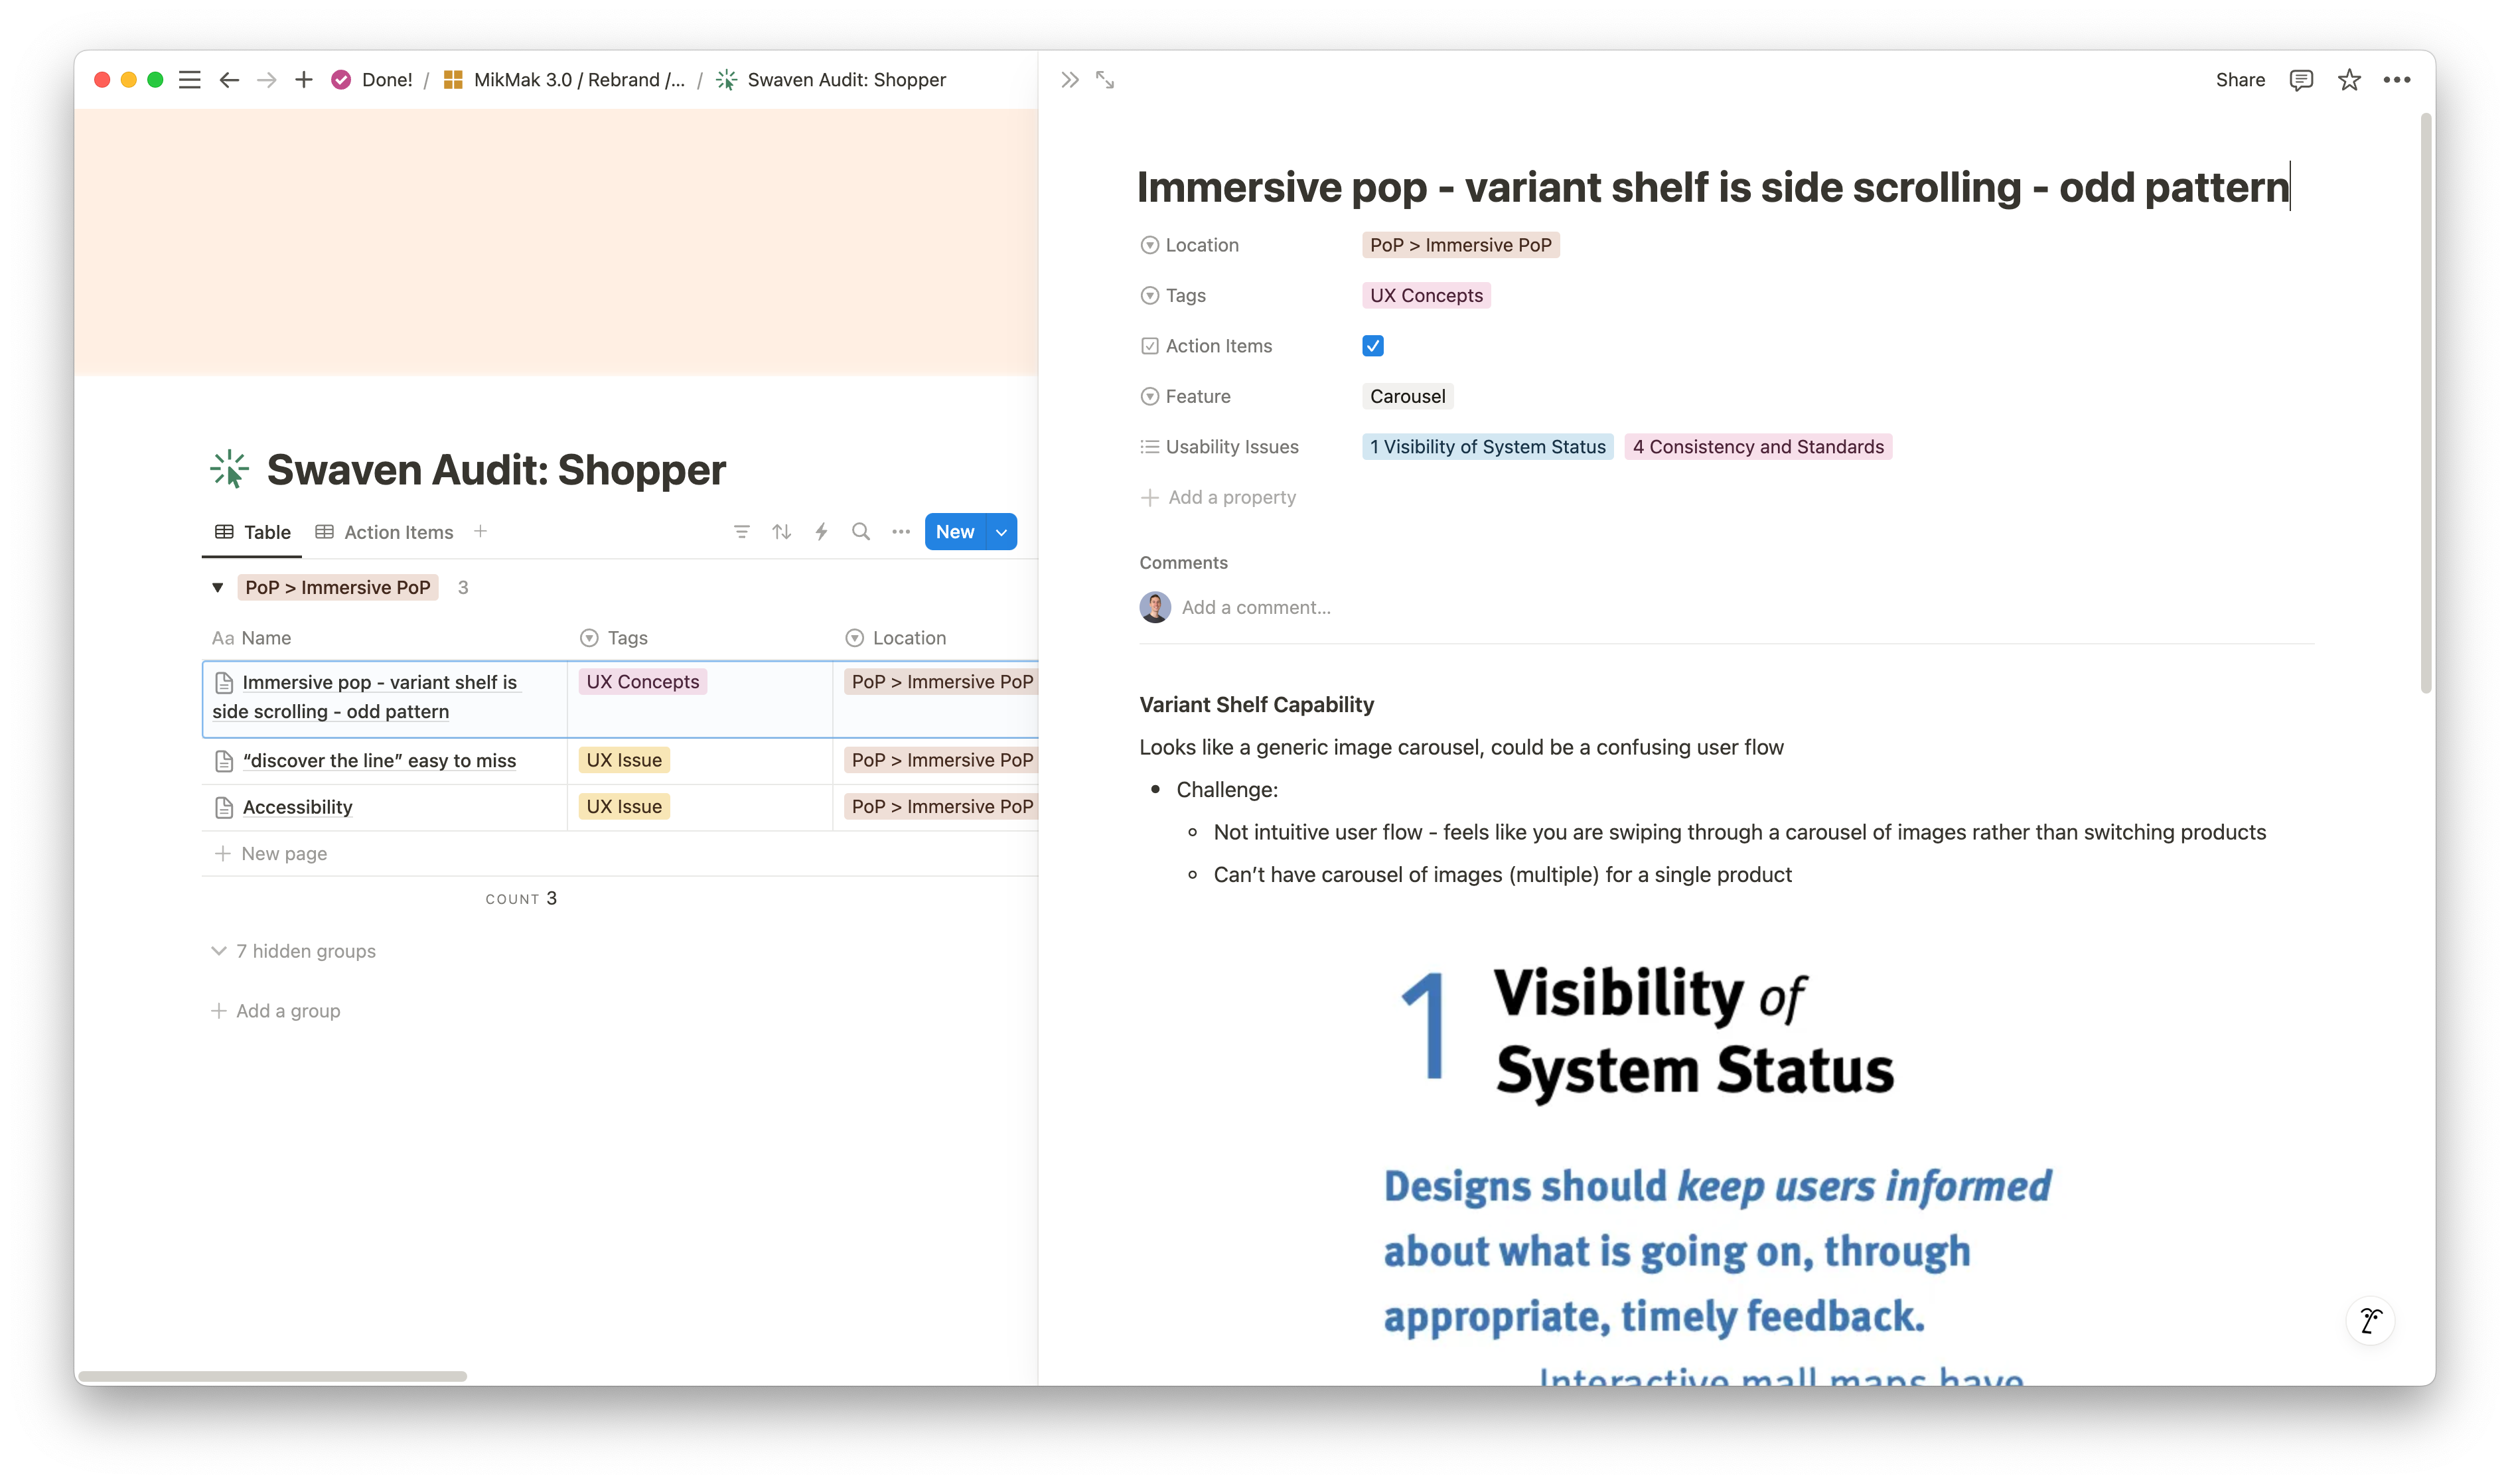 Done! / MikMak 3.0 / Rebrand /... / Swaven Audit: Shopper
Swaven Audit: Shopper
Table Action Items
New
PoP > Immersive PoP 3
Aa Name Tags Location
Immersive pop - variant shelf is
side scrolling - odd pattern
UX Concepts
PoP > Immersive PoP
“discover the line” easy to miss UX Issue PoP > Immersive PoP
Accessibility UX Issue PoP > Immersive PoP
New page
COUNT 3
7 hidden groups
Add a group
Share
Immersive pop - variant shelf is side scrolling - odd pattern
Location PoP > Immersive PoP
Tags UX Concepts
Action Items
Feature Carousel
Usability Issues 1 Visibility of System Status 4 Consistency and Standards
Add a property
Comments
Add a comment...
Variant Shelf Capability
Looks like a generic image carousel, could be a confusing user flow
Challenge:
Not intuitive user flow - feels like you are swiping through a carousel of images rather than switching products
Can’t have carousel of images (multiple) for a single product
1 Visibility of
System Status
Designs should keep users informed
about what is going on, through
appropriate, timely feedback.
Interactive mall maps have